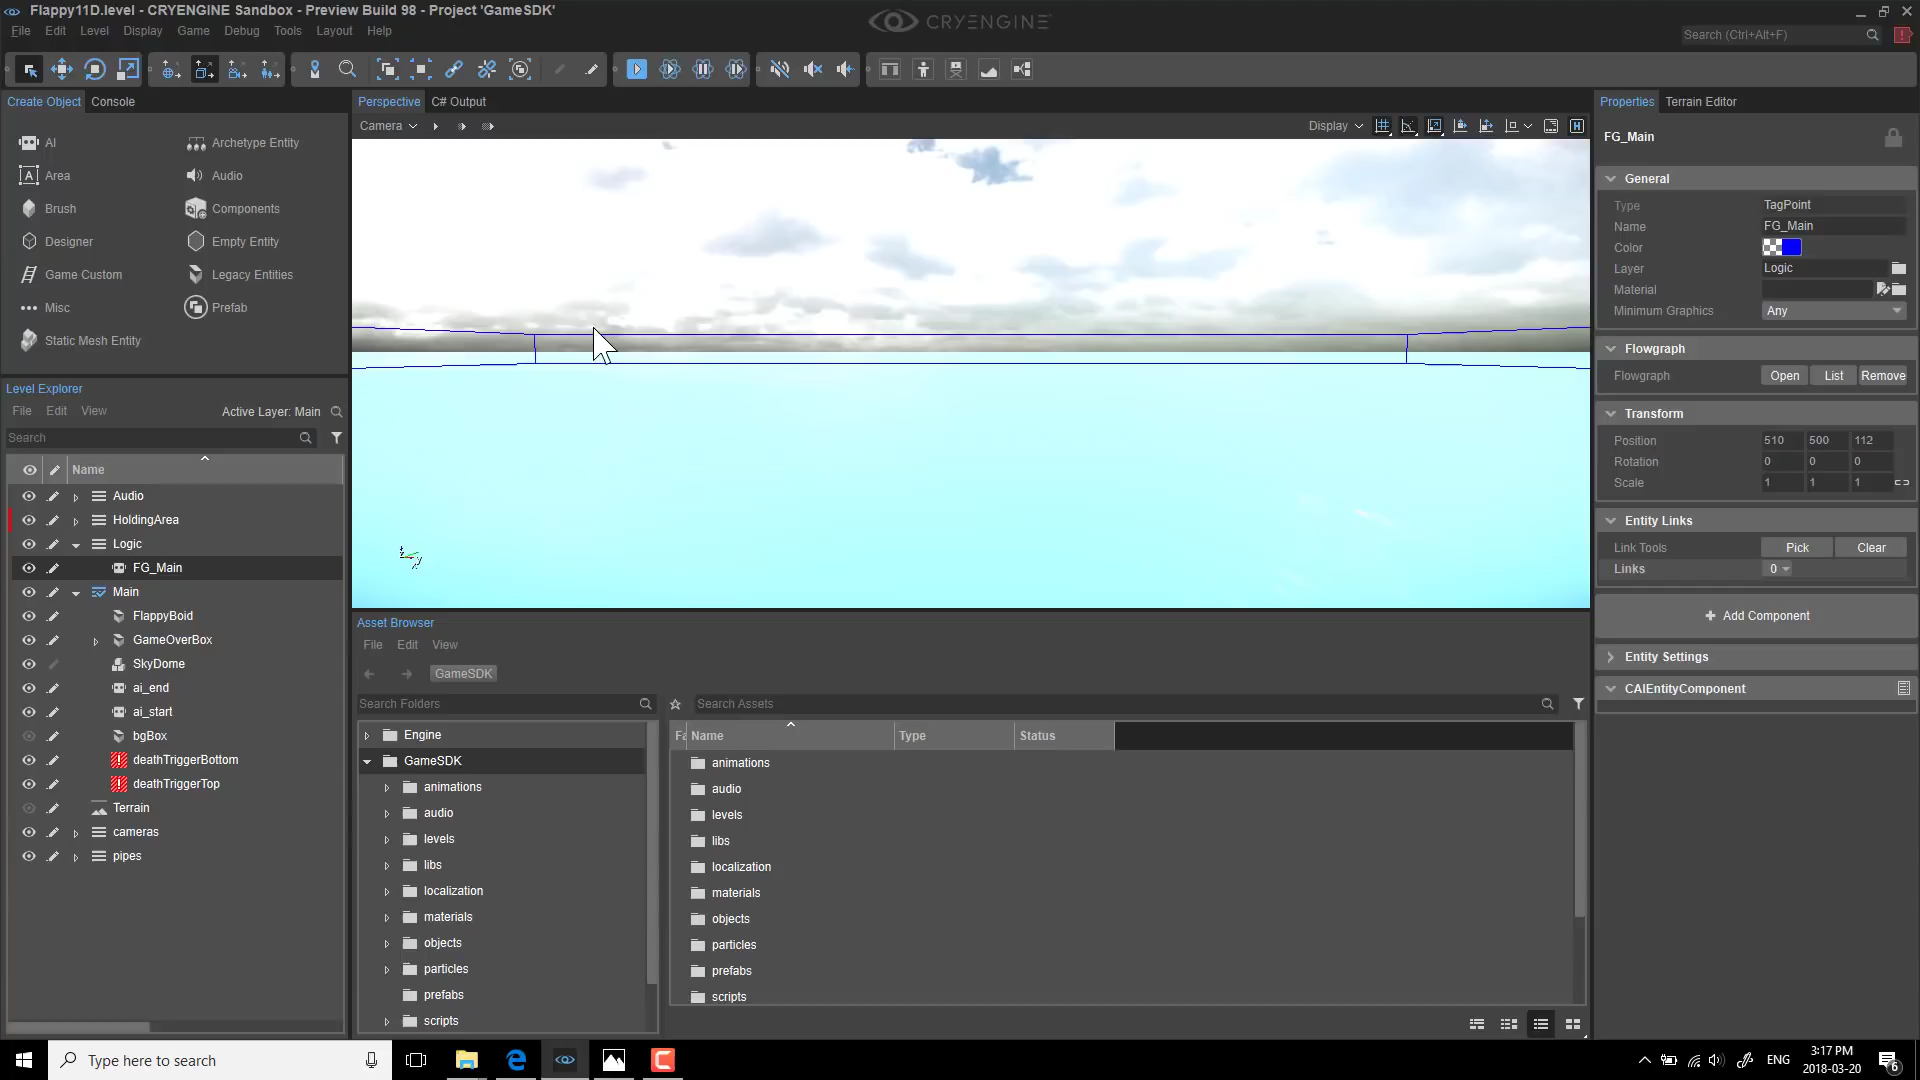 Flappy11D.level - CRYENGINE Sandbox - Preview Build 98 - Project 'GameSDK'
CRYENGINE
File Edit Level Display Game Debug Tools Layout Help
Search (Ctrl+Alt+F)
Create Object Console
AI Archetype Entity
Area Audio
Brush Components
Designer Empty Entity
Game Custom Legacy Entities
Misc Prefab
Static Mesh Entity
Level Explorer
File Edit View Active Layer: Main
Search
Name
Audio
HoldingArea
Logic
FG_Main
Main
FlappyBoid
GameOverBox
SkyDome
ai_end
ai_start
bgBox
deathTriggerBottom
deathTriggerTop
Terrain
cameras
pipes
Perspective C# Output
Camera
Display
Asset Browser
File Edit View
GameSDK
Search Folders
Search Assets
Engine
GameSDK
animations
audio
levels
libs
localization
materials
objects
particles
prefabs
scripts
Fa Name Type Status
animations
audio
levels
libs
localization
materials
objects
particles
prefabs
scripts
Properties Terrain Editor
FG_Main
General
Type TagPoint
Name FG_Main
Color
Layer Logic
Material
Minimum Graphics Any
Flowgraph
Flowgraph Open List Remove
Transform
Position 510 500 112
Rotation 0 0 0
Scale 1 1 1
Entity Links
Link Tools Pick Clear
Links 0
+ Add Component
Entity Settings
CAIEntityComponent
Type here to search
ENG
3:17 PM
2018-03-20
6